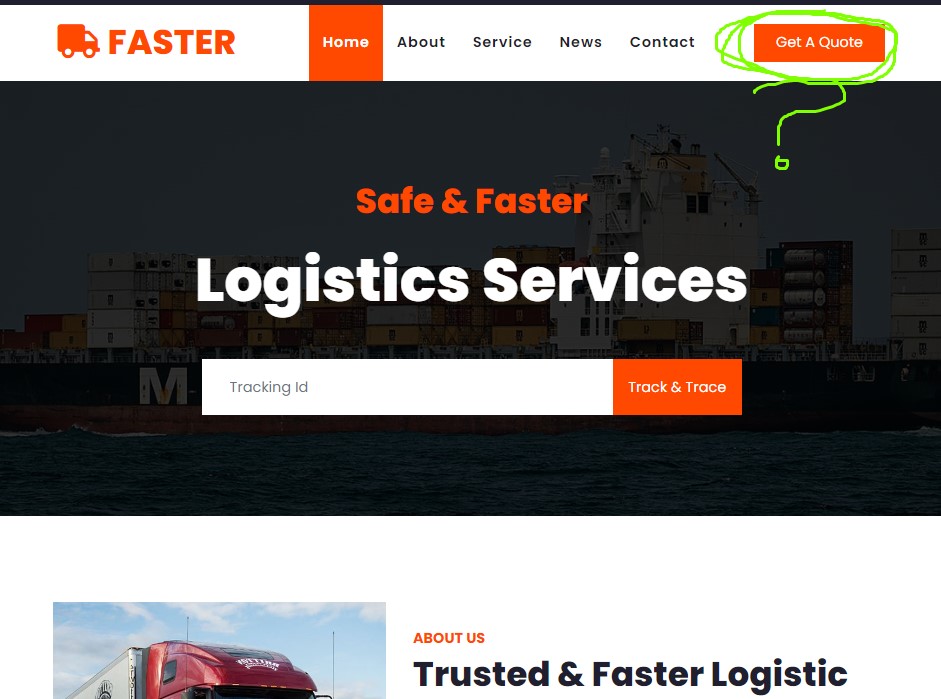 FASTER
Home About Service News Contact Get A Quote
?
Safe & Faster
Logistics Services
M
Tracking Id Track & Trace
ABOUT US
Trusted & Faster Logistic